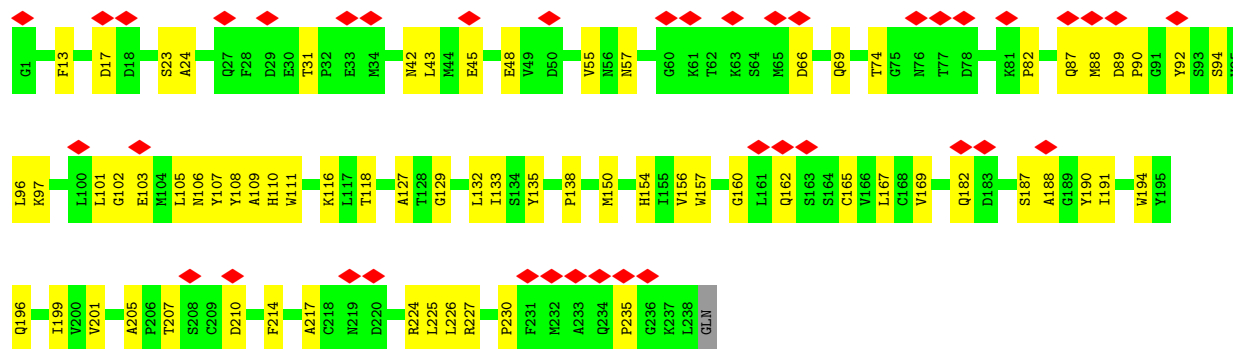 G1 F13 D17 D18 S23 A24 Q27 F28 D29 E30 T31 P32 E33 M34 N42 L43 M44 E45 E48 V49 D50 V55 N56 N57 G60 K61 T62 K63 S64 M65 D66 Q69 T74 G75 N76 T77 D78 K81 P82 Q87 M88 D89 P90 G91 Y92 S93 S94
L96 K97 L100 L101 G102 E103 M104 L105 N106 Y107 Y108 A109 H110 W111 K116 L117 T118 A127 T128 G129 L132 I133 S134 Y135 P138 M150 H154 I155 V156 W157 G160 L161 Q162 S163 S164 C165 V166 L167 C168 V169 Q182 D183 S187 A188 G189 Y190 I191 W194 Y195
Q196 I199 V200 V201 A205 P206 T207 S208 C209 D210 F214 A217 C218 N219 D220 R224 L225 L226 R227 P230 F231 M232 A233 Q234 P235 G236 K237 L238 GLN